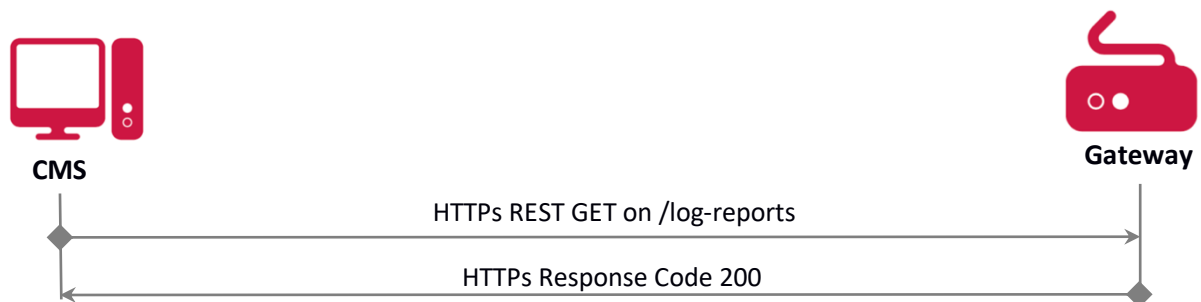 CMS
Gateway
HTTPs REST GET on /log-reports
HTTPs Response Code 200